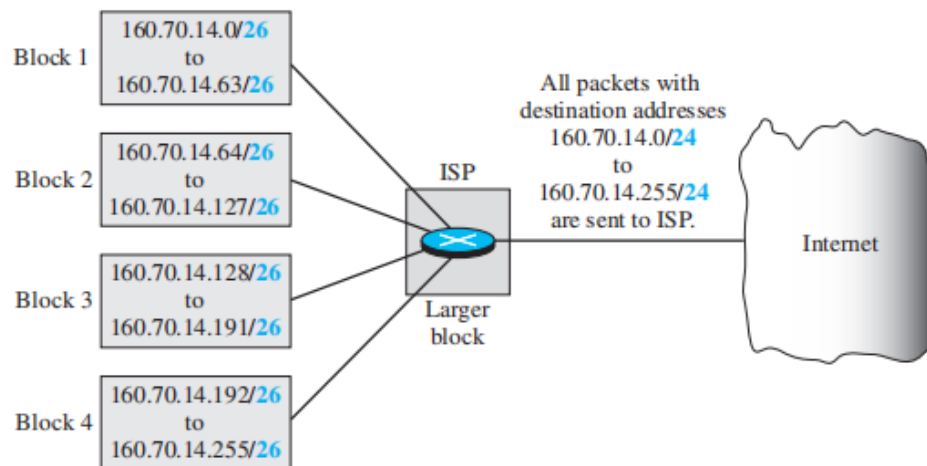 Block 1
160.70.14.0/26
to
160.70.14.63/26
Block 2
160.70.14.64/26
to
160.70.14.127/26
Block 3
160.70.14.128/26
to
160.70.14.191/26
Block 4
160.70.14.192/26
to
160.70.14.255/26
ISP
Larger
block
All packets with
destination addresses
160.70.14.0/24
to
160.70.14.255/24
are sent to ISP.
Internet